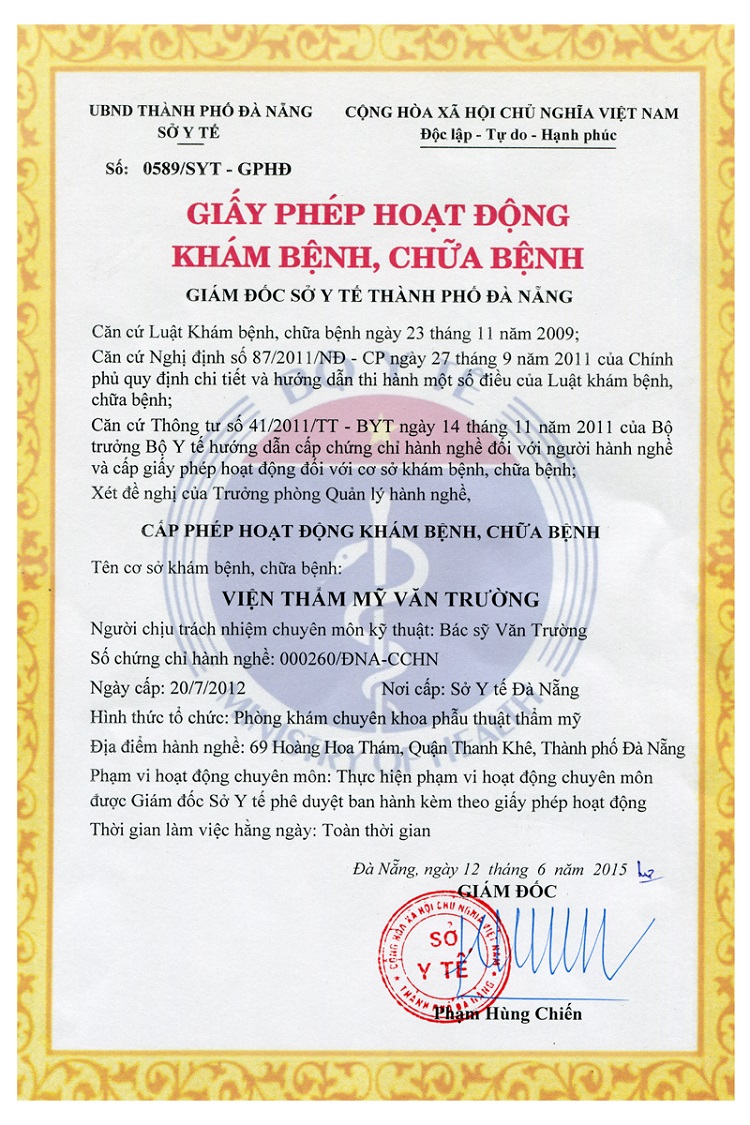 UBND THÀNH PHỐ ĐÀ NẴNG
SỞ Y TẾ
CỘNG HÒA XÃ HỘI CHỦ NGHĨA VIỆT NAM
Độc lập - Tự do - Hạnh phúc
Số: 0589/SYT - GPHĐ
GIẤY PHÉP HOẠT ĐỘNG
KHÁM BỆNH, CHỮA BỆNH
GIÁM ĐỐC SỞ Y TẾ THÀNH PHỐ ĐÀ NẴNG
Căn cứ Luật Khám bệnh, chữa bệnh ngày 23 tháng 11 năm 2009;
Căn cứ Nghị định số 87/2011/NĐ - CP ngày 27 tháng 9 năm 2011 của Chính
phủ quy định chi tiết và hướng dẫn thi hành một số điều của Luật khám bệnh,
chữa bệnh;
Căn cứ Thông tư số 41/2011/TT - BYT ngày 14 tháng 11 năm 2011 của Bộ
trưởng Bộ Y tế hướng dẫn cấp chứng chỉ hành nghề đối với người hành nghề
và cấp giấy phép hoạt động đối với cơ sở khám bệnh, chữa bệnh;
Xét đề nghị của Trưởng phòng Quản lý hành nghề,
CẤP PHÉP HOẠT ĐỘNG KHÁM BỆNH, CHỮA BỆNH
Tên cơ sở khám bệnh, chữa bệnh:
VIỆN THẨM MỸ VĂN TRƯỜNG
Người chịu trách nhiệm chuyên môn kỹ thuật: Bác sỹ Văn Trường
Số chứng chỉ hành nghề: 000260/ĐNA-CCHN
Ngày cấp: 20/7/2012 Nơi cấp: Sở Y tế Đà Nẵng
Hình thức tổ chức: Phòng khám chuyên khoa phẫu thuật thẩm mỹ
Địa điểm hành nghề: 69 Hoàng Hoa Thám, Quận Thanh Khê, Thành phố Đà Nẵng
Phạm vi hoạt động chuyên môn: Thực hiện phạm vi hoạt động chuyên môn
được Giám đốc Sở Y tế phê duyệt ban hành kèm theo giấy phép hoạt động
Thời gian làm việc hằng ngày: Toàn thời gian
Đà Nẵng, ngày 12 tháng 6 năm 2015
GIÁM ĐỐC
CỘNG HÒA XÃ HỘI CHỦ NGHĨA VIỆT NAM
SỞ
Y TẾ
THÀNH PHỐ ĐÀ NẴNG
Phạm Hùng Chiến
BỘ Y TẾ
MINISTRY OF HEALTH